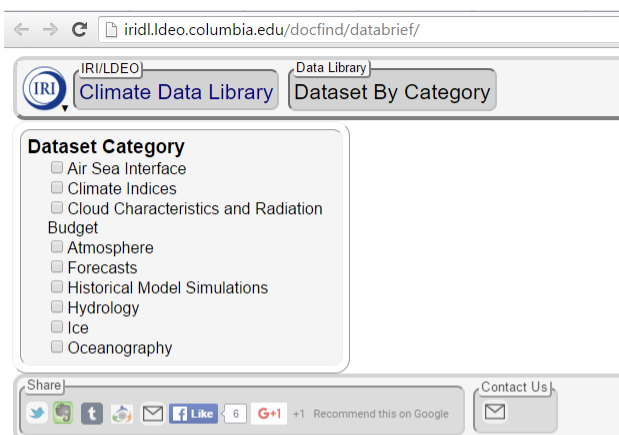 iridl.ldeo.columbia.edu/docfind/databrief/
IRI
IRI/LDEO
Climate Data Library
Data Library
Dataset By Category
Dataset Category
Air Sea Interface
Climate Indices
Cloud Characteristics and Radiation
Budget
Atmosphere
Forecasts
Historical Model Simulations
Hydrology
Ice
Oceanography
Share
t f Like 6 G+1 +1 Recommend this on Google
Contact Us